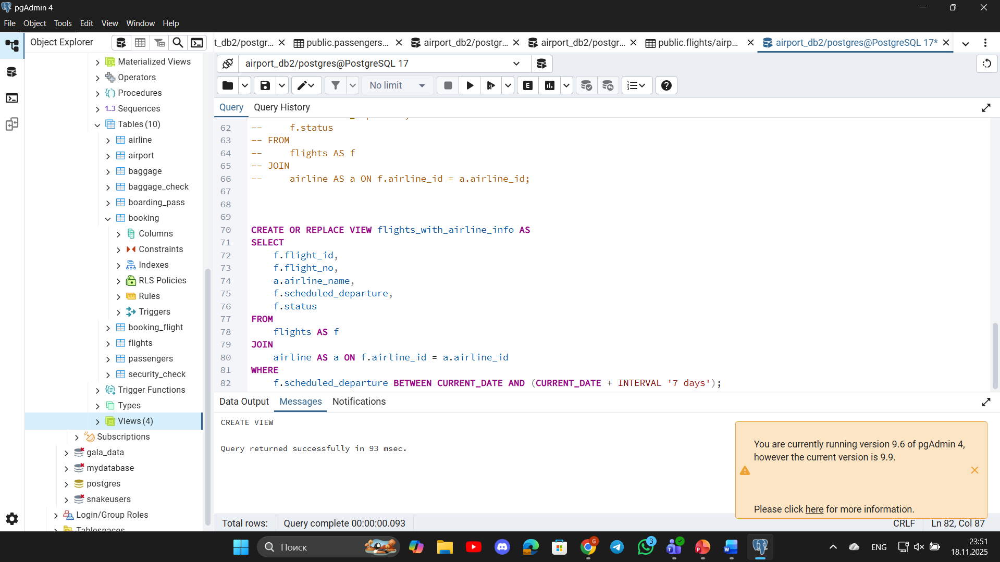 pgAdmin 4
File Object Tools Edit View Window Help
Object Explorer
t_db2/postgr... public.passengers... airport_db2/postgr... airport_db2/postgr... public.flights/airp... airport_db2/postgres@PostgreSQL 17*
airport_db2/postgres@PostgreSQL 17
No limit
E
Query Query History
Materialized Views
Operators
Procedures
1..3 Sequences
Tables (10)
airline
airport
baggage
baggage_check
boarding_pass
booking
Columns
Constraints
Indexes
RLS Policies
Rules
Triggers
booking_flight
flights
passengers
security_check
Trigger Functions
Types
Views (4)
Subscriptions
gala_data
mydatabase
postgres
snakeusers
Login/Group Roles
Tablespaces
62 -- f.status
63 -- FROM
64 -- flights AS f
65 -- JOIN
66 -- airline AS a ON f.airline_id = a.airline_id;
67
68
69
70 CREATE OR REPLACE VIEW flights_with_airline_info AS
71 SELECT
72 f.flight_id,
73 f.flight_no,
74 a.airline_name,
75 f.scheduled_departure,
76 f.status
77 FROM
78 flights AS f
79 JOIN
80 airline AS a ON f.airline_id = a.airline_id
81 WHERE
82 f.scheduled_departure BETWEEN CURRENT_DATE AND (CURRENT_DATE + INTERVAL '7 days');
Data Output Messages Notifications
CREATE VIEW
Query returned successfully in 93 msec.
You are currently running version 9.6 of pgAdmin 4,
however the current version is 9.9.
Please click here for more information.
Total rows: Query complete 00:00:00.093 CRLF Ln 82, Col 87
Поиск
G
3
P
W
ENG
23:51
18.11.2025